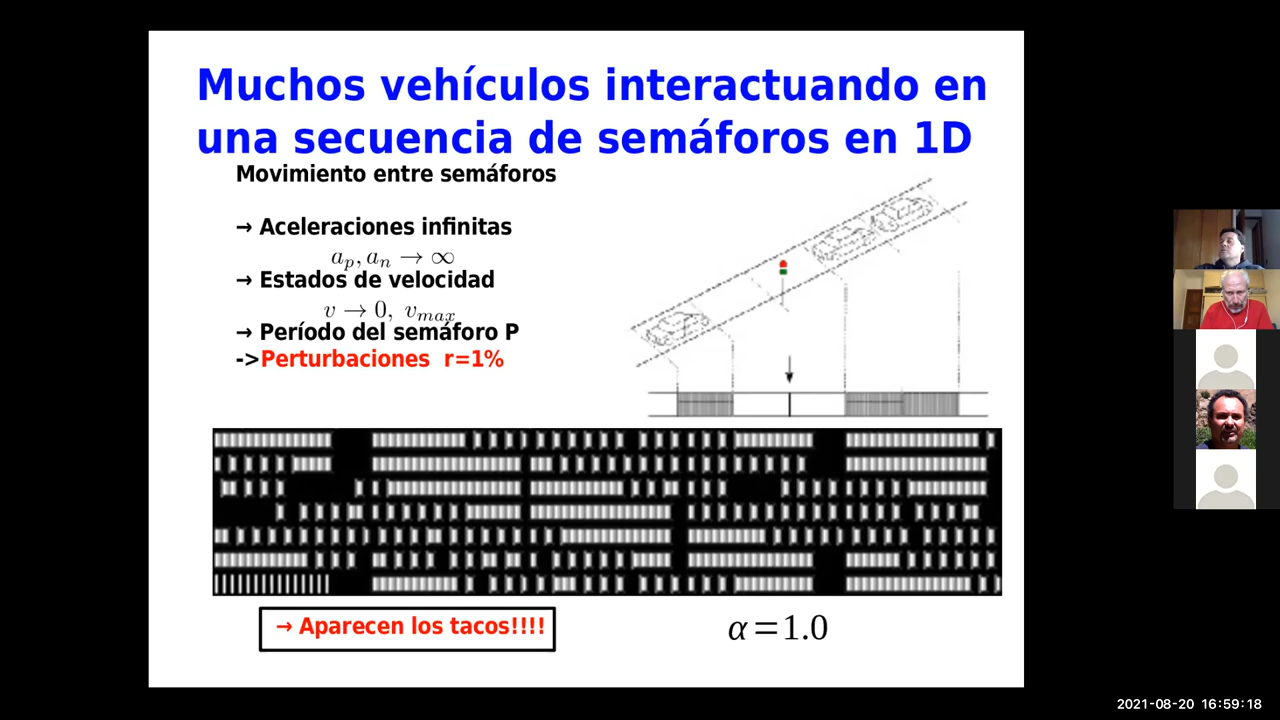 Muchos vehículos interactuando en
una secuencia de semáforos en 1D
Movimiento entre semáforos
→ Aceleraciones infinitas
a_p, a_n → ∞
→ Estados de velocidad
v → 0, v_max
→ Período del semáforo P
->Perturbaciones r=1%
→ Aparecen los tacos!!!!
α=1.0
2021-08-20 16:59:18